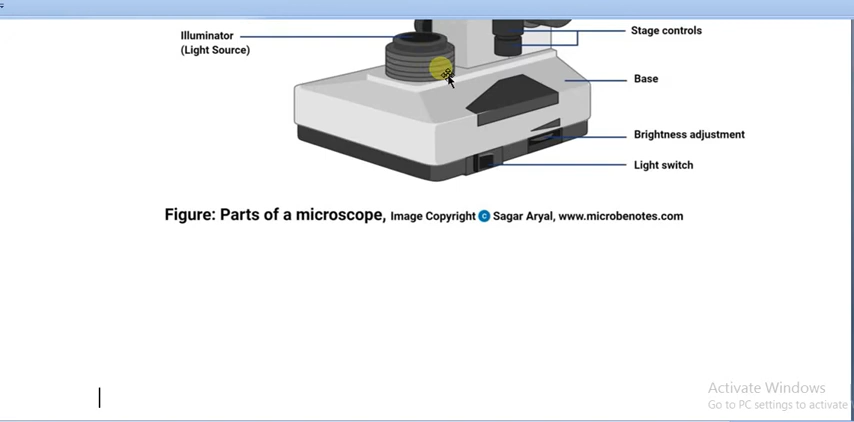 Illuminator
(Light Source)
Stage controls
Base
Brightness adjustment
Light switch
Figure: Parts of a microscope, Image Copyright © Sagar Aryal, www.microbenotes.com
Activate Windows
Go to PC settings to activate